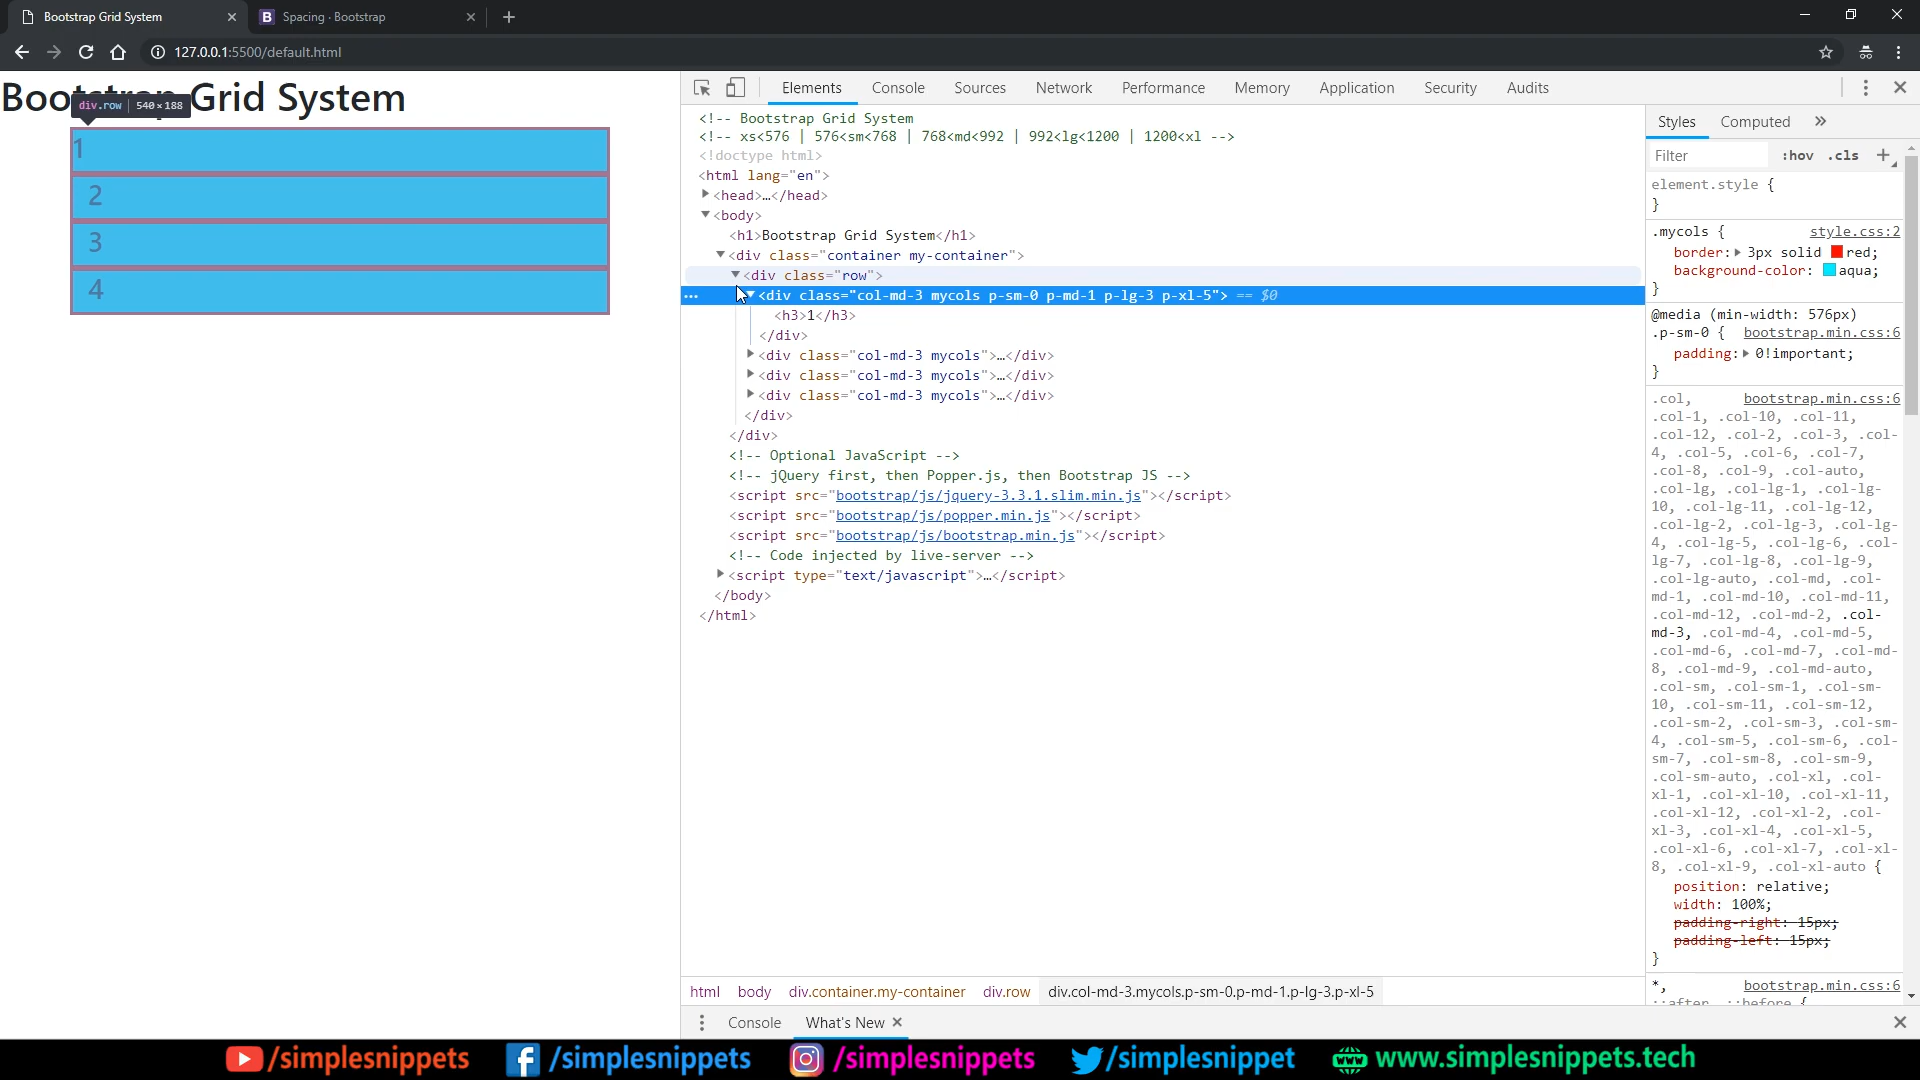 Bootstrap Grid System
Spacing · Bootstrap
127.0.0.1:5500/default.html
Bootstrap Grid System
div.row | 540×188
1
2
3
4
Elements Console Sources Network Performance Memory Application Security Audits
<!-- Bootstrap Grid System
<!-- xs<576 | 576<sm<768 | 768<md<992 | 992<lg<1200 | 1200<xl -->
<!doctype html>
<html lang="en">
<head>…</head>
<body>
<h1>Bootstrap Grid System</h1>
<div class="container my-container">
<div class="row">
<div class="col-md-3 mycols p-sm-0 p-md-1 p-lg-3 p-xl-5"> == $0
<h3>1</h3>
</div>
<div class="col-md-3 mycols">…</div>
<div class="col-md-3 mycols">…</div>
<div class="col-md-3 mycols">…</div>
</div>
</div>
<!-- Optional JavaScript -->
<!-- jQuery first, then Popper.js, then Bootstrap JS -->
<script src="bootstrap/js/jquery-3.3.1.slim.min.js"></script>
<script src="bootstrap/js/popper.min.js"></script>
<script src="bootstrap/js/bootstrap.min.js"></script>
<!-- Code injected by live-server -->
<script type="text/javascript">…</script>
</body>
</html>
html body div.container.my-container div.row div.col-md-3.mycols.p-sm-0.p-md-1.p-lg-3.p-xl-5
Console What's New
Styles Computed »
Filter :hov .cls +
element.style {
}
.mycols { style.css:2
border: 3px solid red;
background-color: aqua;
}
@media (min-width: 576px)
.p-sm-0 { bootstrap.min.css:6
padding: 0!important;
}
.col, bootstrap.min.css:6
.col-1, .col-10, .col-11,
.col-12, .col-2, .col-3, .col-
4, .col-5, .col-6, .col-7,
.col-8, .col-9, .col-auto,
.col-lg, .col-lg-1, .col-lg-
10, .col-lg-11, .col-lg-12,
.col-lg-2, .col-lg-3, .col-lg-
4, .col-lg-5, .col-lg-6, .col-
lg-7, .col-lg-8, .col-lg-9,
.col-lg-auto, .col-md, .col-
md-1, .col-md-10, .col-md-11,
.col-md-12, .col-md-2, .col-
md-3, .col-md-4, .col-md-5,
.col-md-6, .col-md-7, .col-md-
8, .col-md-9, .col-md-auto,
.col-sm, .col-sm-1, .col-sm-
10, .col-sm-11, .col-sm-12,
.col-sm-2, .col-sm-3, .col-sm-
4, .col-sm-5, .col-sm-6, .col-
sm-7, .col-sm-8, .col-sm-9,
.col-sm-auto, .col-xl, .col-
xl-1, .col-xl-10, .col-xl-11,
.col-xl-12, .col-xl-2, .col-
xl-3, .col-xl-4, .col-xl-5,
.col-xl-6, .col-xl-7, .col-xl-
8, .col-xl-9, .col-xl-auto {
position: relative;
width: 100%;
padding-right: 15px;
padding-left: 15px;
}
*, bootstrap.min.css:6
::after, ::before {
/simplesnippets /simplesnippets /simplesnippets /simplesnippet www.simplesnippets.tech